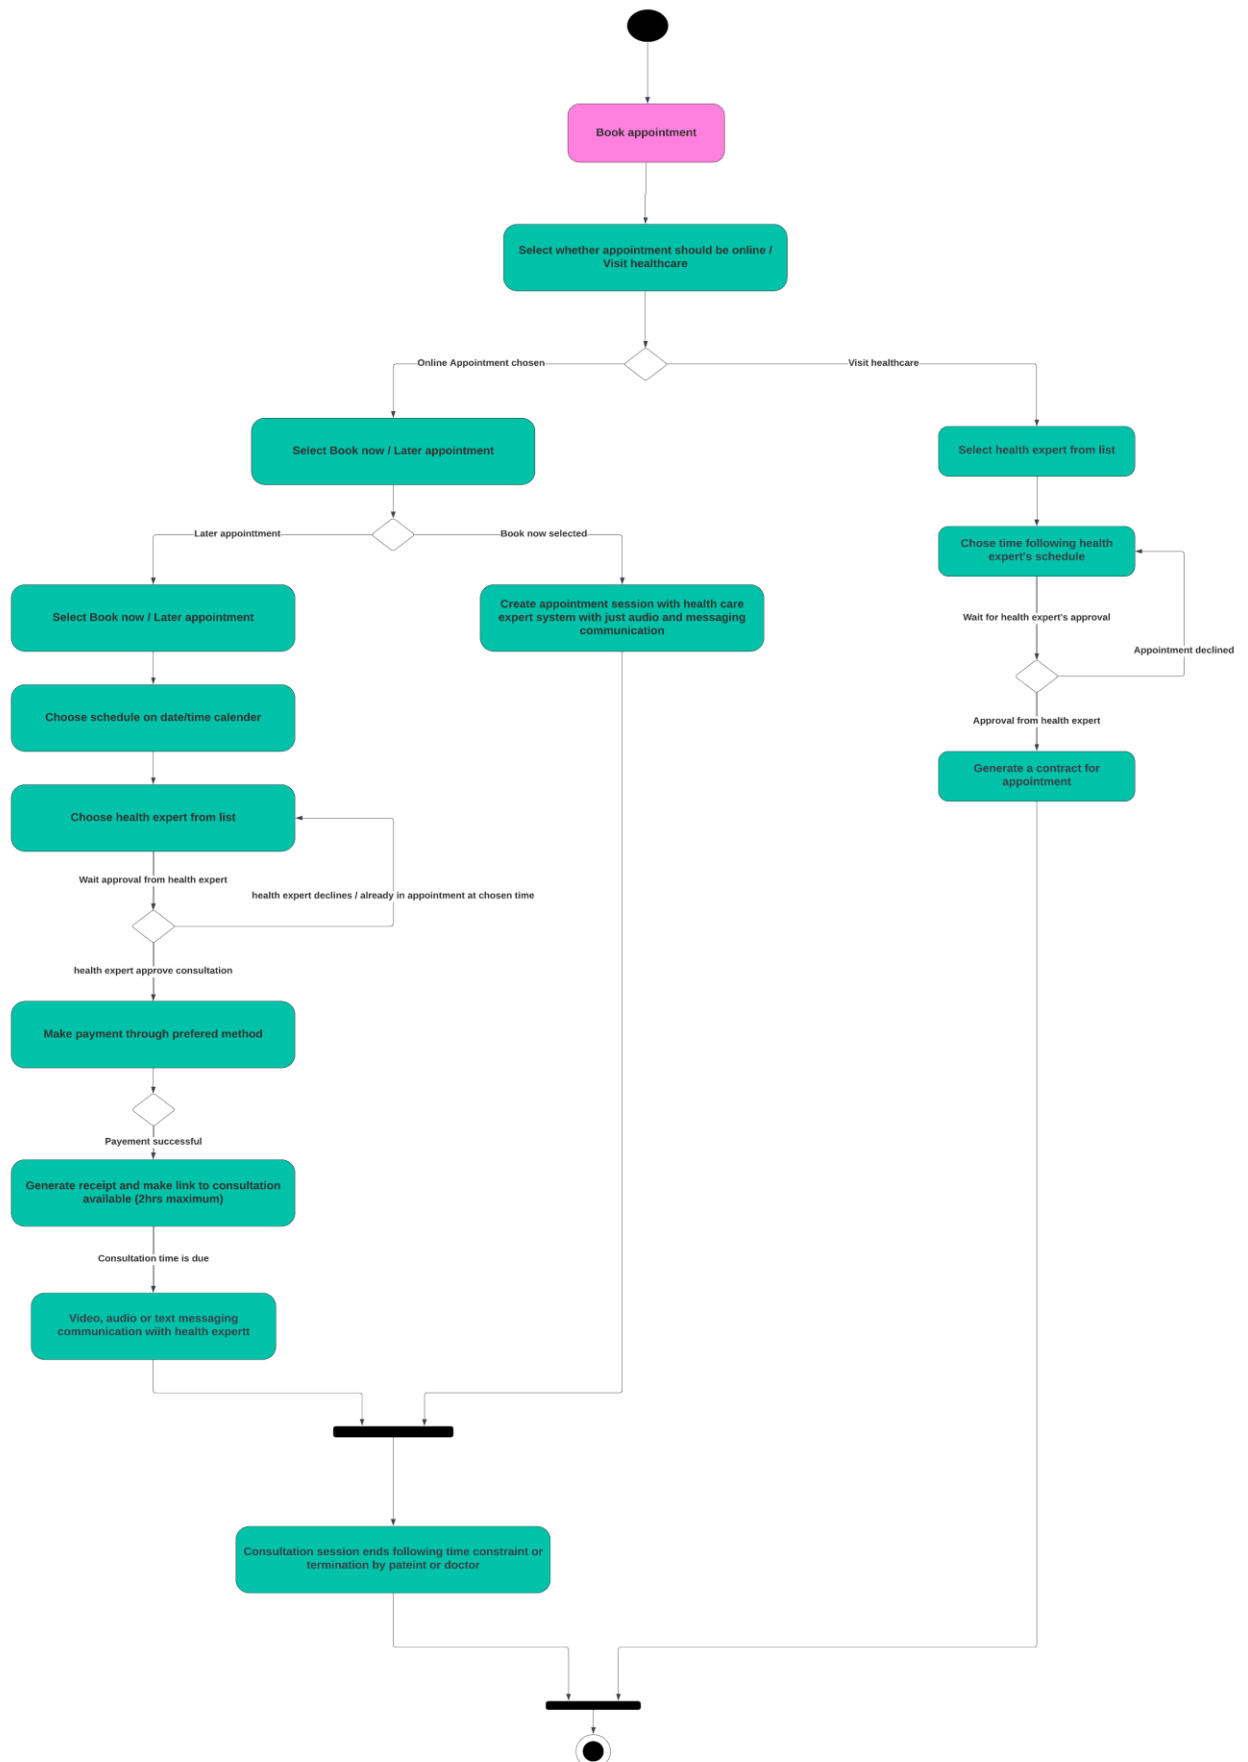 Book appointment
Select whether appointment should be online /
Visit healthcare
Online Appointment chosen
Visit healthcare
Select Book now / Later appointment
Select health expert from list
Later appointtment
Book now selected
Chose time following health
expert's schedule
Select Book now / Later appointment
Create appointment session with health care
expert system with just audio and messaging
communication
Wait for health expert's approval
Appointment declined
Choose schedule on date/time calender
Approval from health expert
Generate a contract for
appointment
Choose health expert from list
Wait approval from health expert
health expert declines / already in appointment at chosen time
health expert approve consultation
Make payment through prefered method
Payement successful
Generate receipt and make link to consultation
available (2hrs maximum)
Consultation time is due
Video, audio or text messaging
communication wiith health expertt
Consultation session ends following time constraint or
termination by pateint or doctor